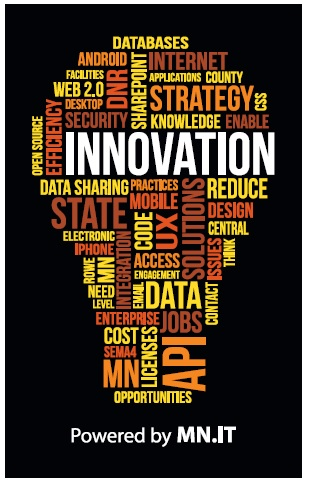 DATABASES
ANDROID
INTERNET
FACILITIES
DNR
SHAREPOINT
APPLICATIONS
COUNTY
WEB 2.0
DESKTOP
STRATEGY
CSS
SECURITY
KNOWLEDGE
ENABLE
OPEN SOURCE
EFFICIENCY
INNOVATION
DATA SHARING
PRACTICES
SOLUTIONS
REDUCE
STATE
MOBILE
DESIGN
CODE
UX
CENTRAL
ELECTRONIC
IPHONE
INTEGRATION
ISSUES
THINK
ROWE
MN
ACCESS
ENGAGEMENT
NEED
LEVEL
EMAIL
DATA
CONTACT
ENTERPRISE
JOBS
COST
LICENSES
API
SEMA4
MN
OPPORTUNITIES
Powered by MN.IT